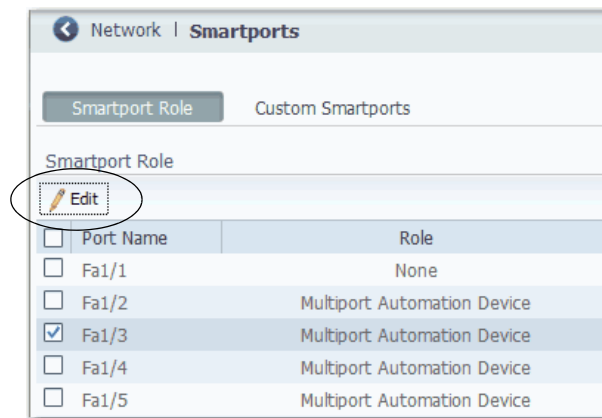 Network | Smartports
Smartport Role Custom Smartports
Smartport Role
Edit
Port Name Role
Fa1/1 None
Fa1/2 Multiport Automation Device
Fa1/3 Multiport Automation Device
Fa1/4 Multiport Automation Device
Fa1/5 Multiport Automation Device